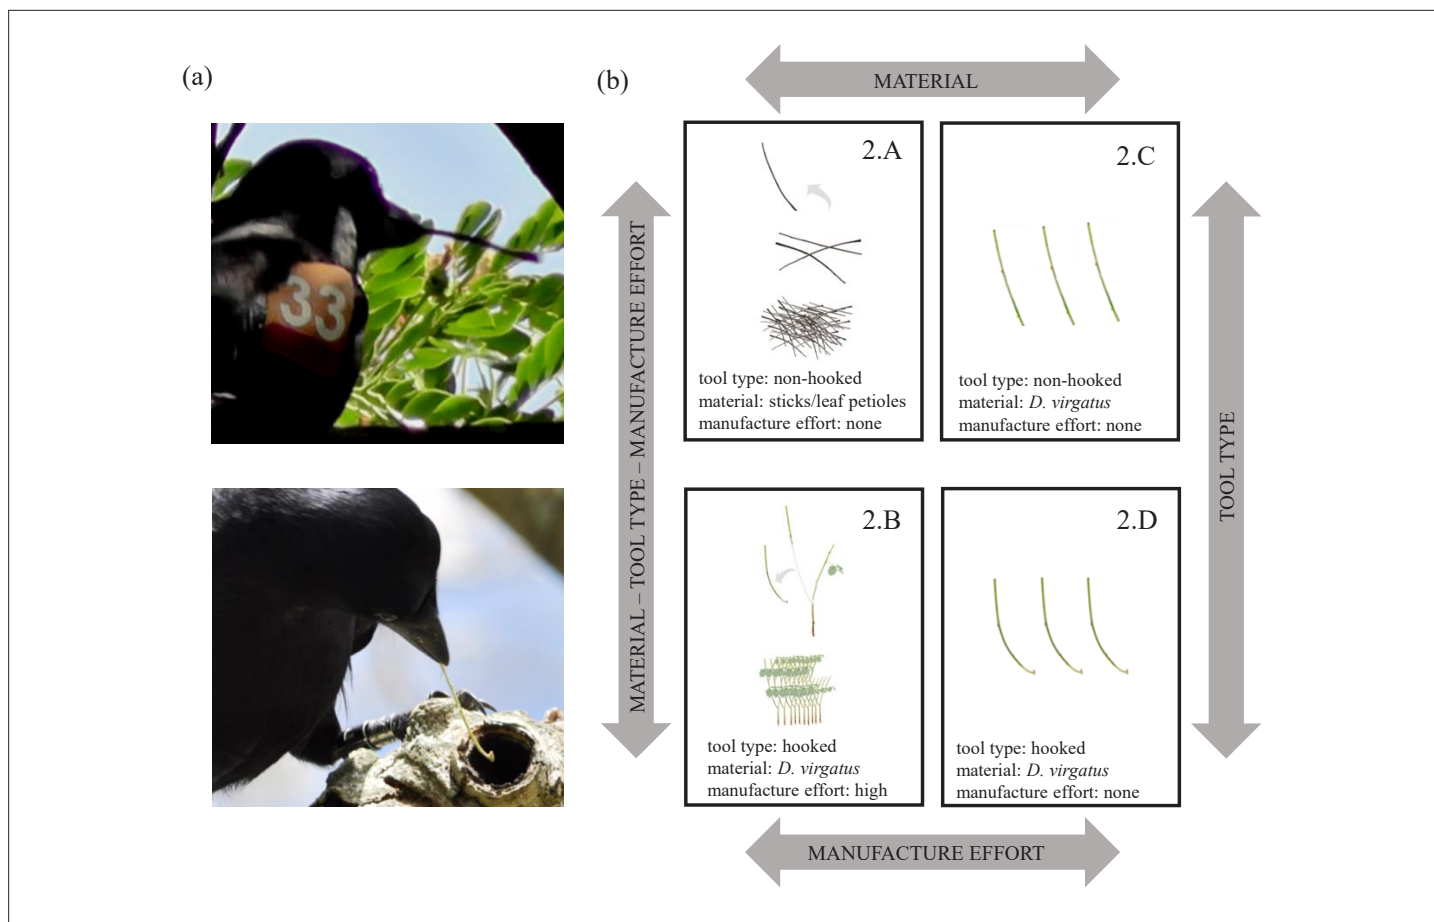 (a)
33
(b)
MATERIAL
MATERIAL – TOOL TYPE – MANUFACTURE EFFORT
2.A
tool type: non-hooked
material: sticks/leaf petioles
manufacture effort: none
2.C
tool type: non-hooked
material: D. virgatus
manufacture effort: none
TOOL TYPE
2.B
tool type: hooked
material: D. virgatus
manufacture effort: high
2.D
tool type: hooked
material: D. virgatus
manufacture effort: none
MANUFACTURE EFFORT